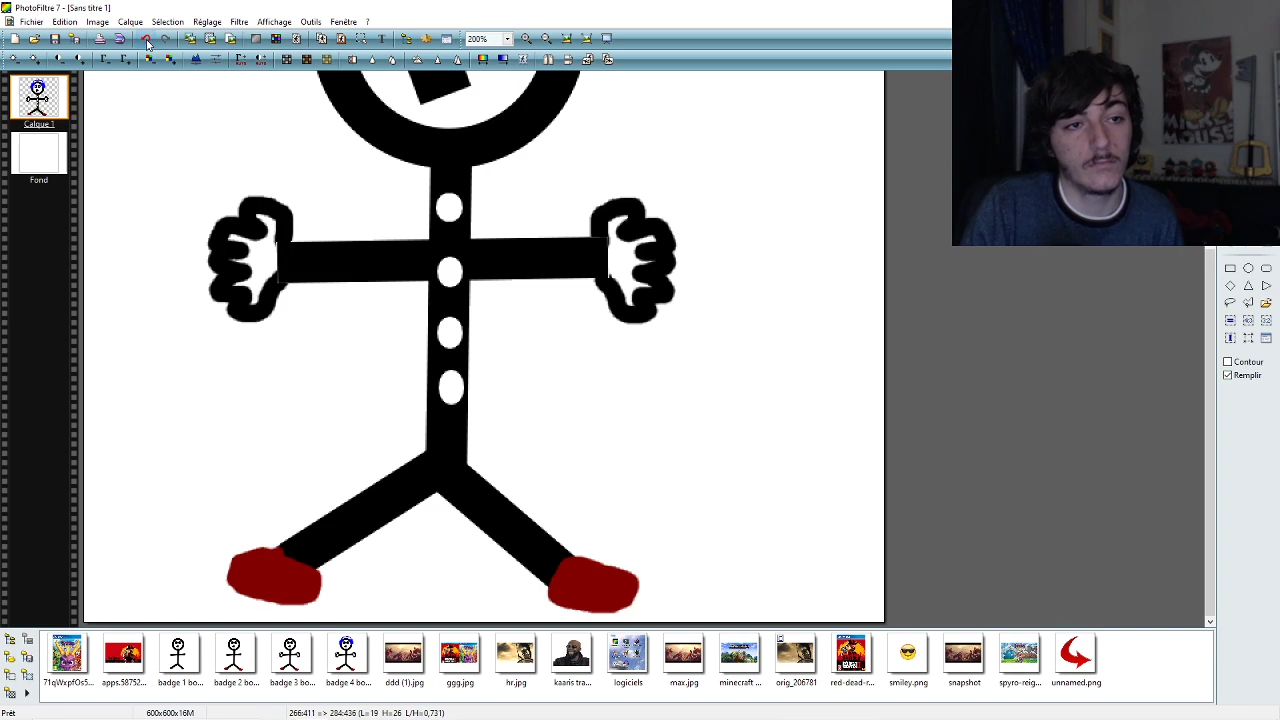 PhotoFiltre 7 - [Sans titre 1]
Fichier Edition Image Calque Sélection Réglage Filtre Affichage Outils Fenêtre ?
200%
Calque 1
Fond
MICKEY
MOUSE
Contour
Remplir
71qWxpfOs5... apps.58752... badge 1 bo... badge 2 bo... badge 3 bo... badge 4 bo... ddd (1).jpg ggg.jpg hr.jpg kaaris tra... logiciels max.jpg minecraft ... orig_206781 red-dead-r... smiley.png snapshot spyro-reig... unnamed.png
Prêt 600x600x16M 266:411 => 284:436 (L=19 H=26 L/H=0,731)